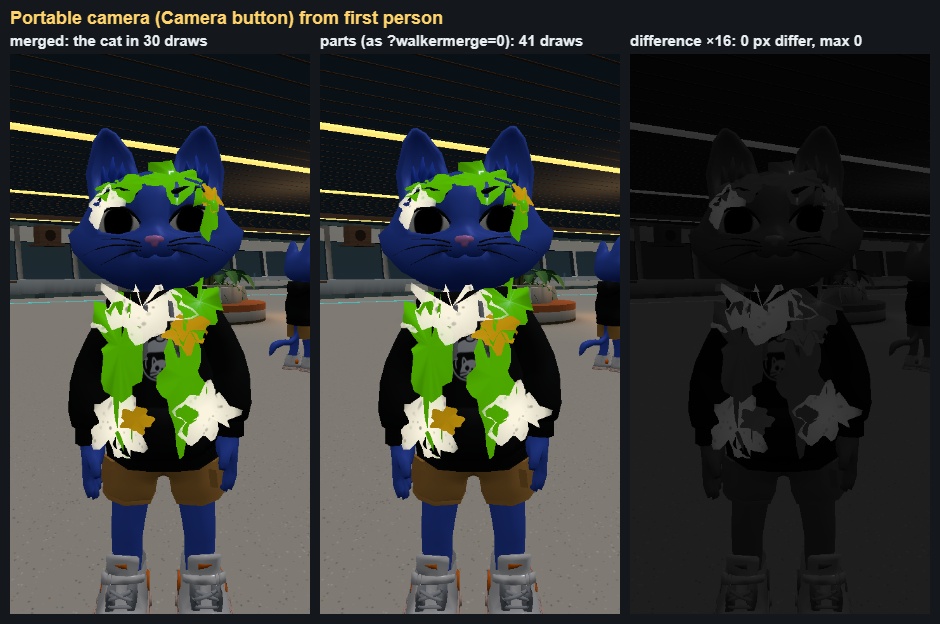 Portable camera (Camera button) from first person
merged: the cat in 30 draws
parts (as ?walkermerge=0): 41 draws
difference ×16: 0 px differ, max 0